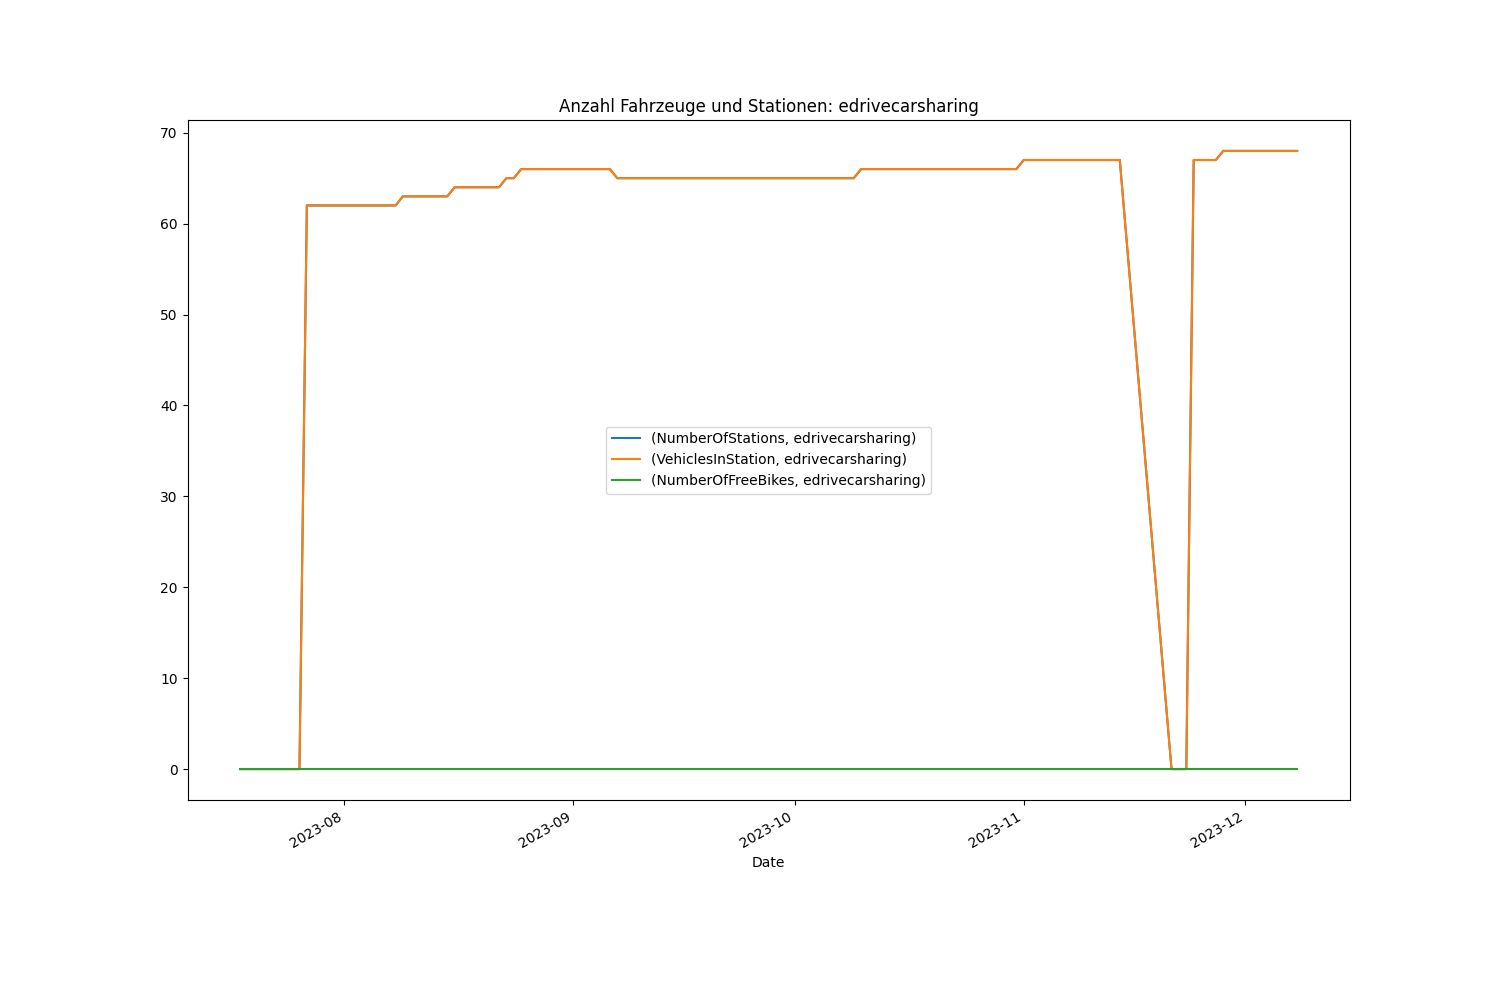 Anzahl Fahrzeuge und Stationen: edrivecarsharing
70
60
50
40
30
20
10
0
(NumberOfStations, edrivecarsharing)
(VehiclesInStation, edrivecarsharing)
(NumberOfFreeBikes, edrivecarsharing)
2023-08
2023-09
2023-10
2023-11
2023-12
Date